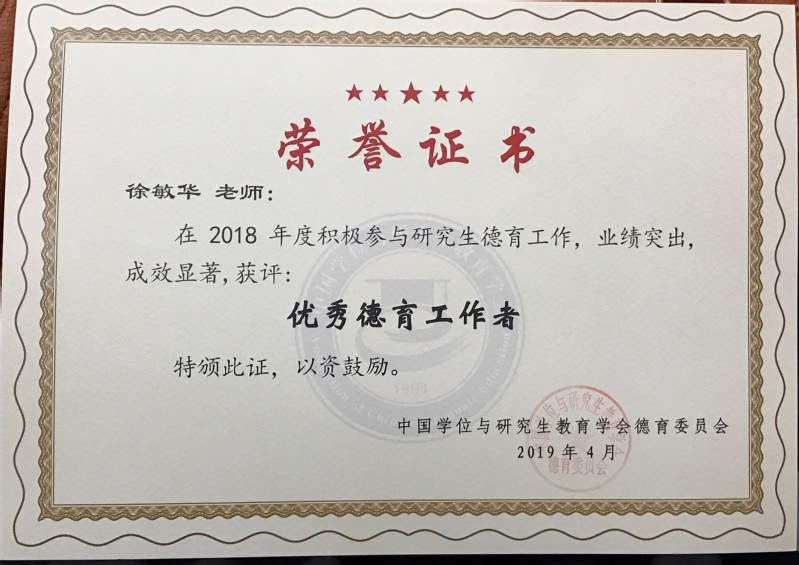 荣誉证书
徐敏华 老师：
在 2018 年度积极参与研究生德育工作，业绩突出，
成效显著，获评：
优秀德育工作者
特颁此证，以资鼓励。
1994
中国学位与研究生教育学会德育委员会
2019 年 4 月
德育委员会